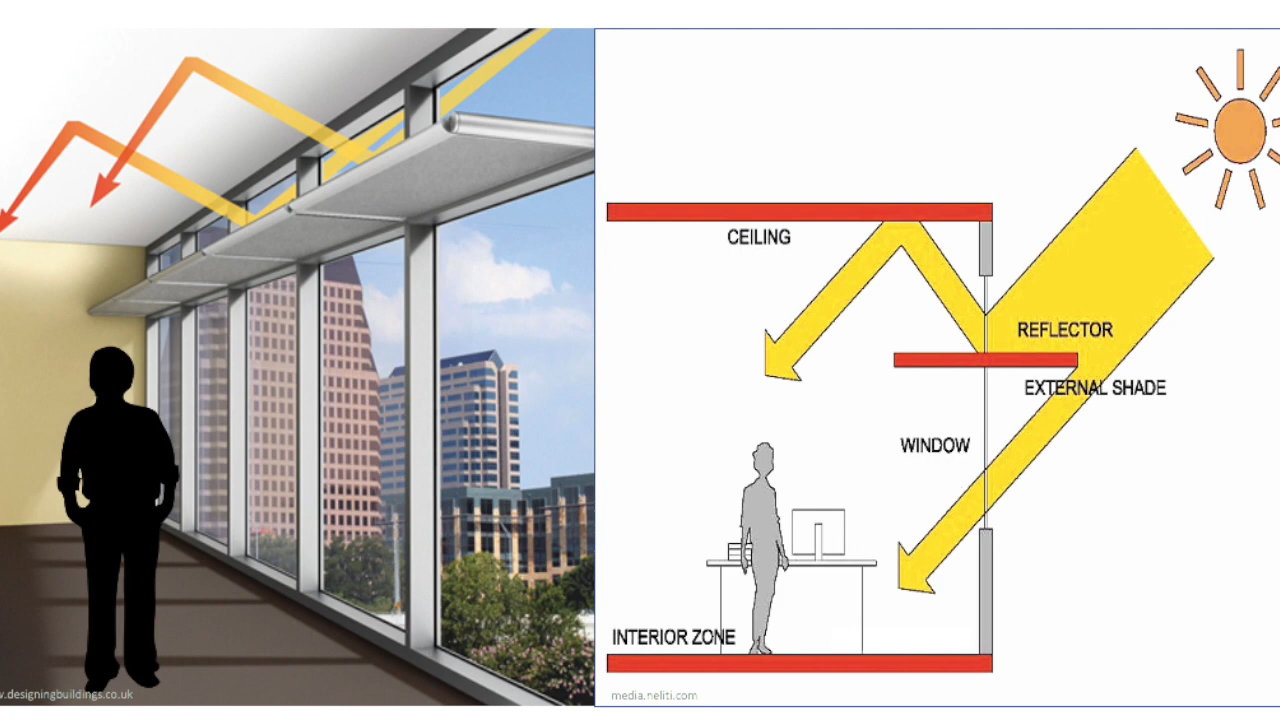 CEILING
REFLECTOR
EXTERNAL SHADE
WINDOW
INTERIOR ZONE
.designingbuildings.co.uk
media.neliti.com